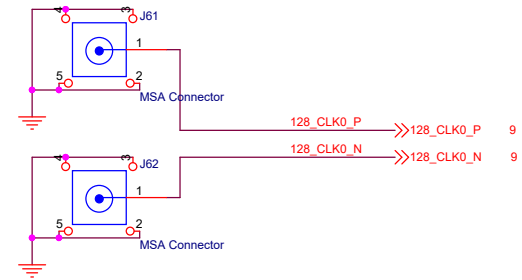 4 3 J61
1
5 2
MSA Connector
128_CLK0_P 128_CLK0_P 9
128_CLK0_N 128_CLK0_N 9
4 3 J62
1
5 2
MSA Connector